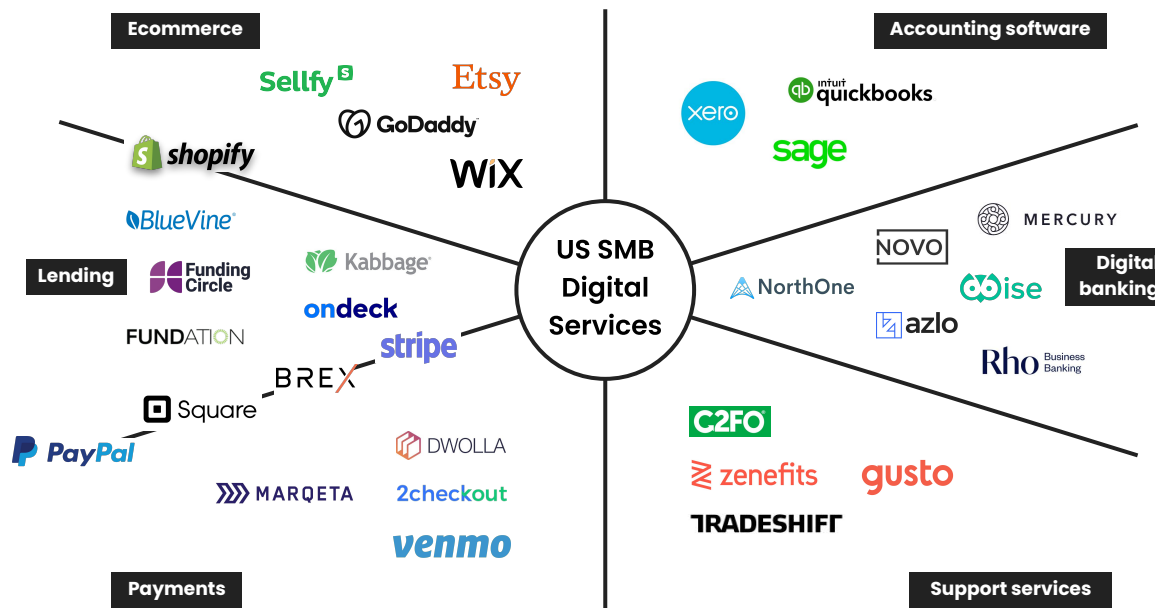 Ecommerce
Accounting software
Sellfy S
Etsy
GoDaddy
WiX
S shopify
xero
qb intuit
quickbooks
sage
BlueVine
Lending
Funding
Circle
Kabbage
ondeck
FUNDATION
stripe
BREX
Square
PayPal
US SMB
Digital
Services
MERCURY
NOVO
NorthOne
wise
Digital
banking
azlo
Rho Business
Banking
DWOLLA
MARQETA
2checkout
venmo
Payments
C2FO
zenefits
gusto
TRADESHIFT
Support services